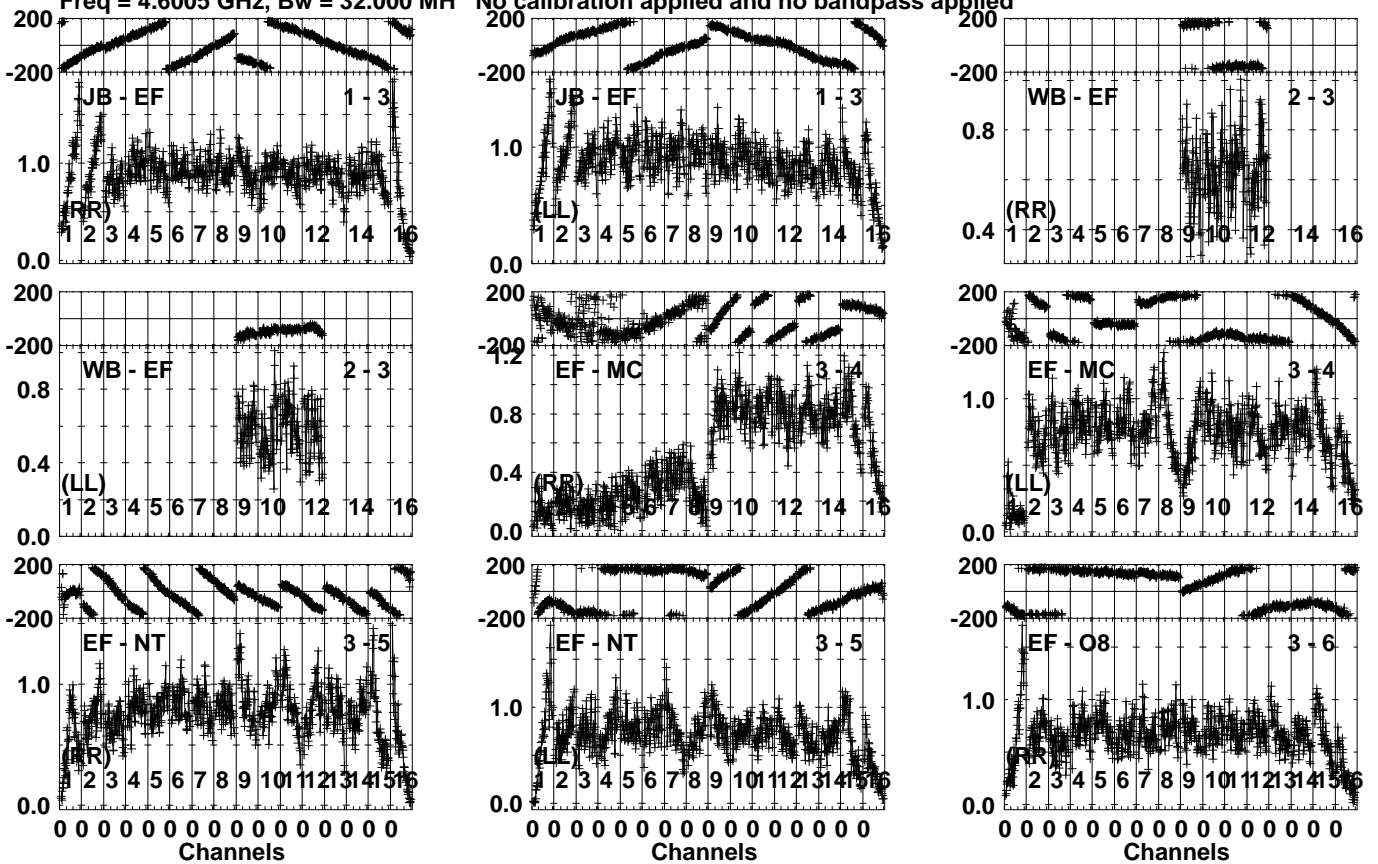 Freq = 4.6005 GHz, Bw = 32.000 MH No calibration applied and no bandpass applied
200 200 200
-200 -200 -200
JB - EF 1 - 3 JB - EF 1 - 3 WB - EF 2 - 3
0.8
1.0 1.0
(RR) (LL) (RR)
1 2 3 4 5 6 7 8 9 10 12 14 16 1 2 3 4 5 6 7 8 9 10 12 14 16 0.4 1 2 3 4 5 6 7 8 9 10 12 14 16
0.0 0.0
200 200 200
-200 -200 -200
1.2
WB - EF 2 - 3 EF - MC 3 - 4 EF - MC 3 - 4
0.8 0.8 1.0
0.4 0.4
(LL) (RR) (LL)
1 2 3 4 5 6 7 8 9 10 12 14 16 6 7 8 9 10 12 14 16 2 3 4 5 6 7 8 9 10 12 14 16
0.0 0.0
200 200 200
-200 -200 -200
EF - NT 3 - 5 EF - NT 3 - 5 EF - O8 3 - 6
1.0 1.0 1.0
(RR) (LL) (RR)
1 2 3 4 5 6 7 8 9 10 11 12 13 14 15 16 1 2 3 4 5 6 7 8 9 10 11 12 13 14 15 16 1 2 3 4 5 6 7 8 9 10 11 12 13 14 15 16
0.0 0.0 0.0
0 0 0 0 0 0 0 0 0 0 0 0 0 0 0 0 0 0 0 0 0 0 0 0 0 0 0 0 0 0 0 0 0 0 0 0 0 0 0 0 0 0 0 0 0 0 0 0
Channels Channels Channels